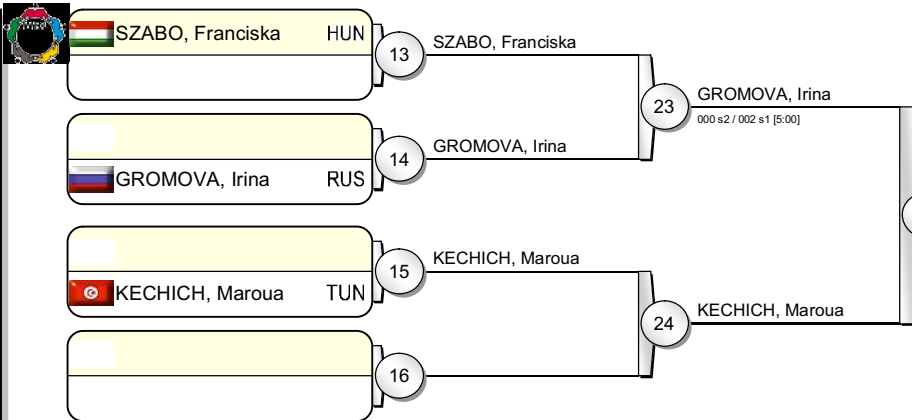 SZABO, Franciska HUN
13
SZABO, Franciska
23
GROMOVA, Irina
000 s2 / 002 s1 [5:00]
14
GROMOVA, Irina
GROMOVA, Irina RUS
15
KECHICH, Maroua
KECHICH, Maroua TUN
24
KECHICH, Maroua
16